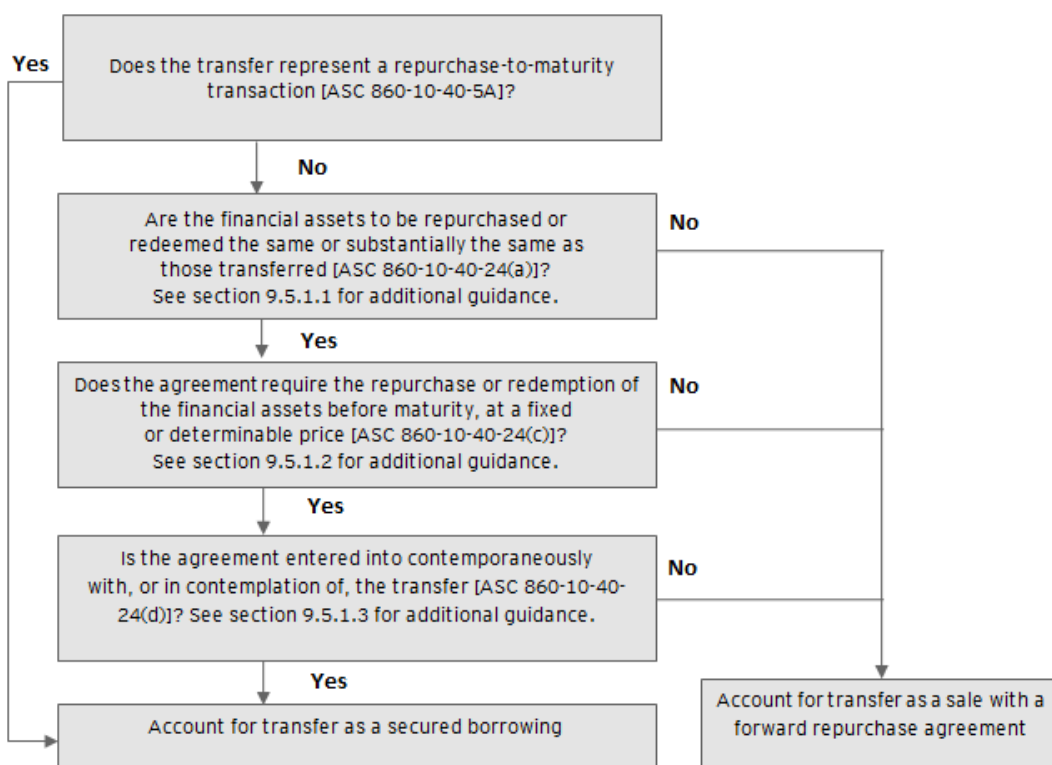 Yes
Does the transfer represent a repurchase-to-maturity
transaction [ASC 860-10-40-5A]?
No
Are the financial assets to be repurchased or
redeemed the same or substantially the same as
those transferred [ASC 860-10-40-24(a)]?
See section 9.5.1.1 for additional guidance.
No
Yes
Does the agreement require the repurchase or redemption of
the financial assets before maturity, at a fixed
or determinable price [ASC 860-10-40-24(c)]?
See section 9.5.1.2 for additional guidance.
No
Yes
Is the agreement entered into contemporaneously
with, or in contemplation of, the transfer [ASC 860-10-40-
24(d)]? See section 9.5.1.3 for additional guidance.
No
Yes
Account for transfer as a secured borrowing
Account for transfer as a sale with a
forward repurchase agreement